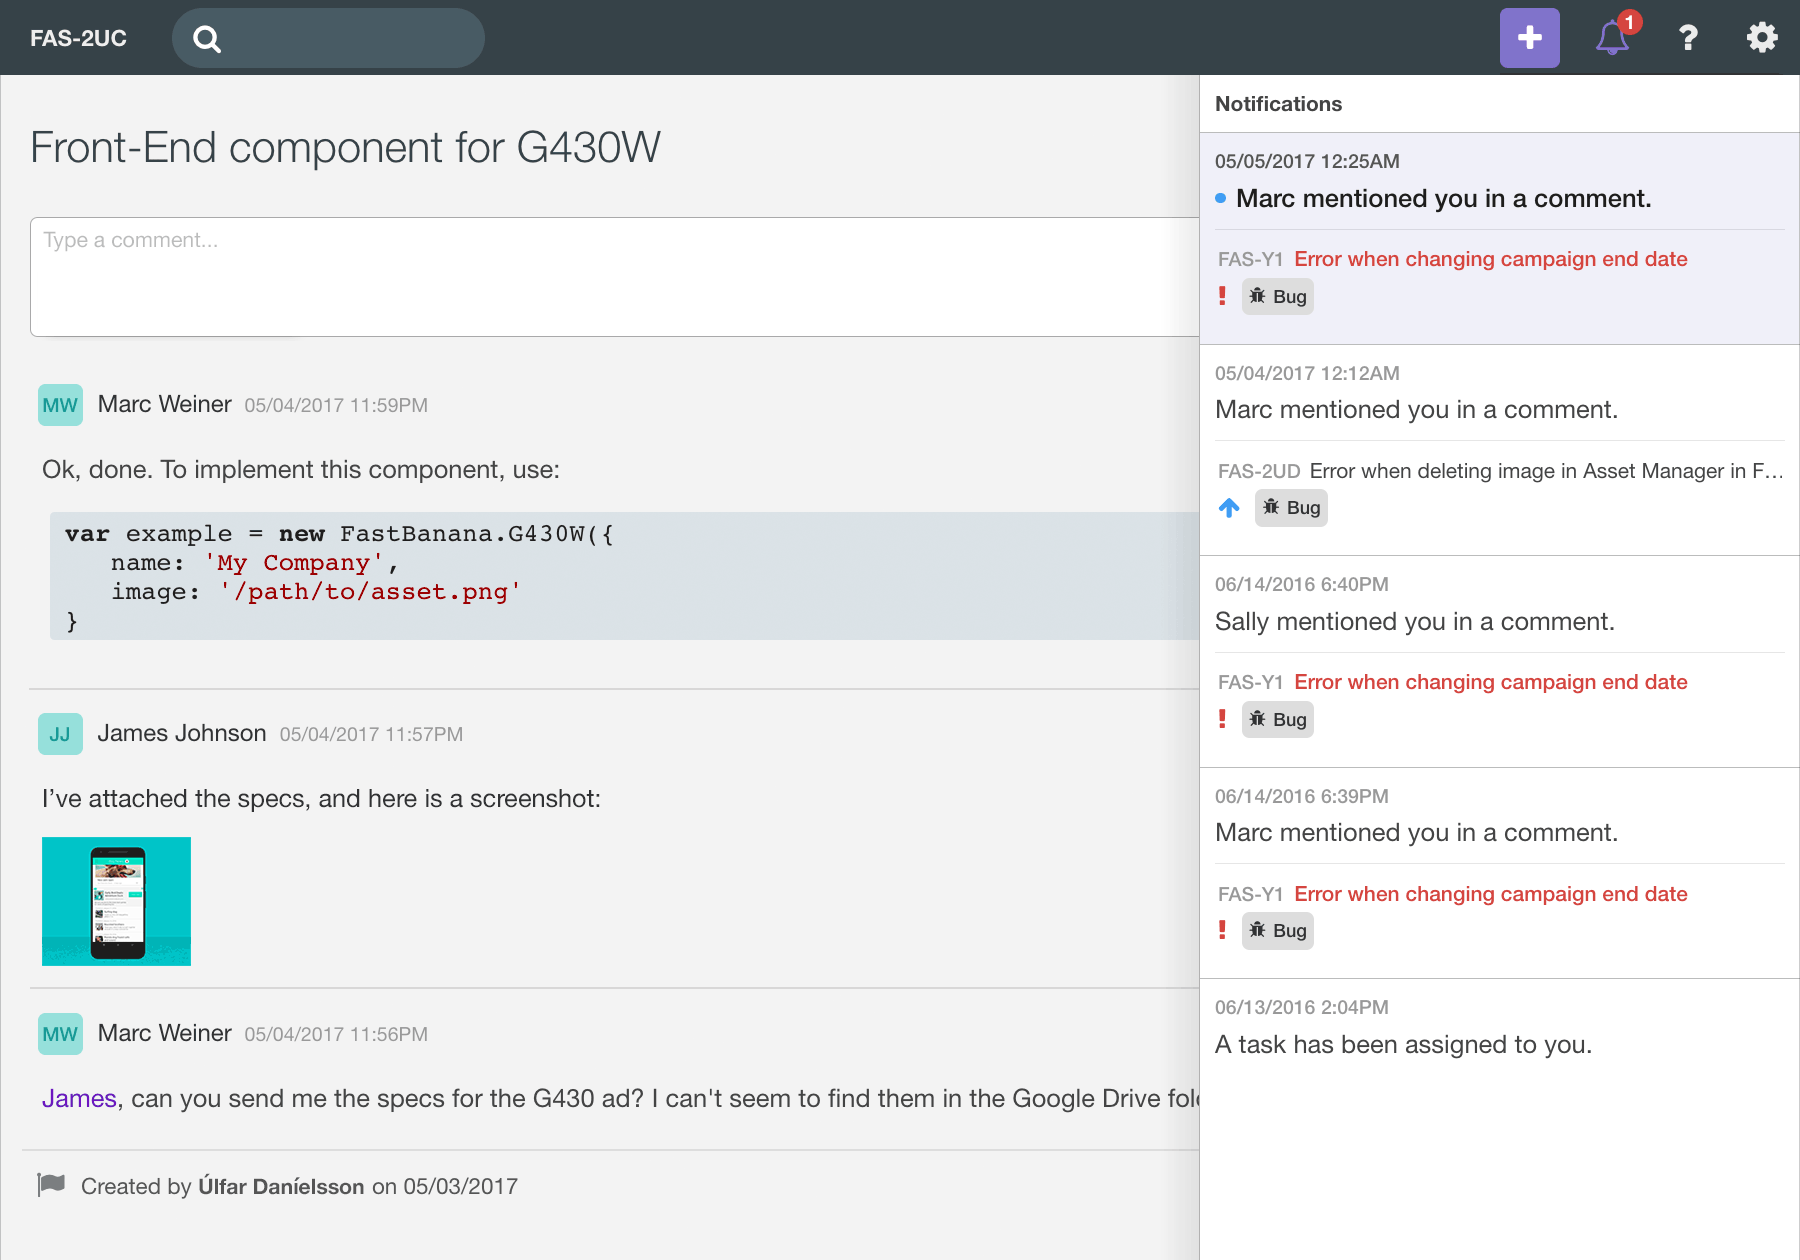 FAS-2UC
1
?
Front-End component for G430W
Type a comment...
MW Marc Weiner 05/04/2017 11:59PM
Ok, done. To implement this component, use:
var example = new FastBanana.G430W({
name: 'My Company',
image: '/path/to/asset.png'
}
JJ James Johnson 05/04/2017 11:57PM
I’ve attached the specs, and here is a screenshot:
MW Marc Weiner 05/04/2017 11:56PM
James, can you send me the specs for the G430 ad? I can't seem to find them in the Google Drive
Created by Úlfar Daníelsson on 05/03/2017
Notifications
05/05/2017 12:25AM
Marc mentioned you in a comment.
FAS-Y1 Error when changing campaign end date
! Bug
05/04/2017 12:12AM
Marc mentioned you in a comment.
FAS-2UD Error when deleting image in Asset Manager in F...
Bug
06/14/2016 6:40PM
Sally mentioned you in a comment.
FAS-Y1 Error when changing campaign end date
! Bug
06/14/2016 6:39PM
Marc mentioned you in a comment.
FAS-Y1 Error when changing campaign end date
! Bug
06/13/2016 2:04PM
A task has been assigned to you.